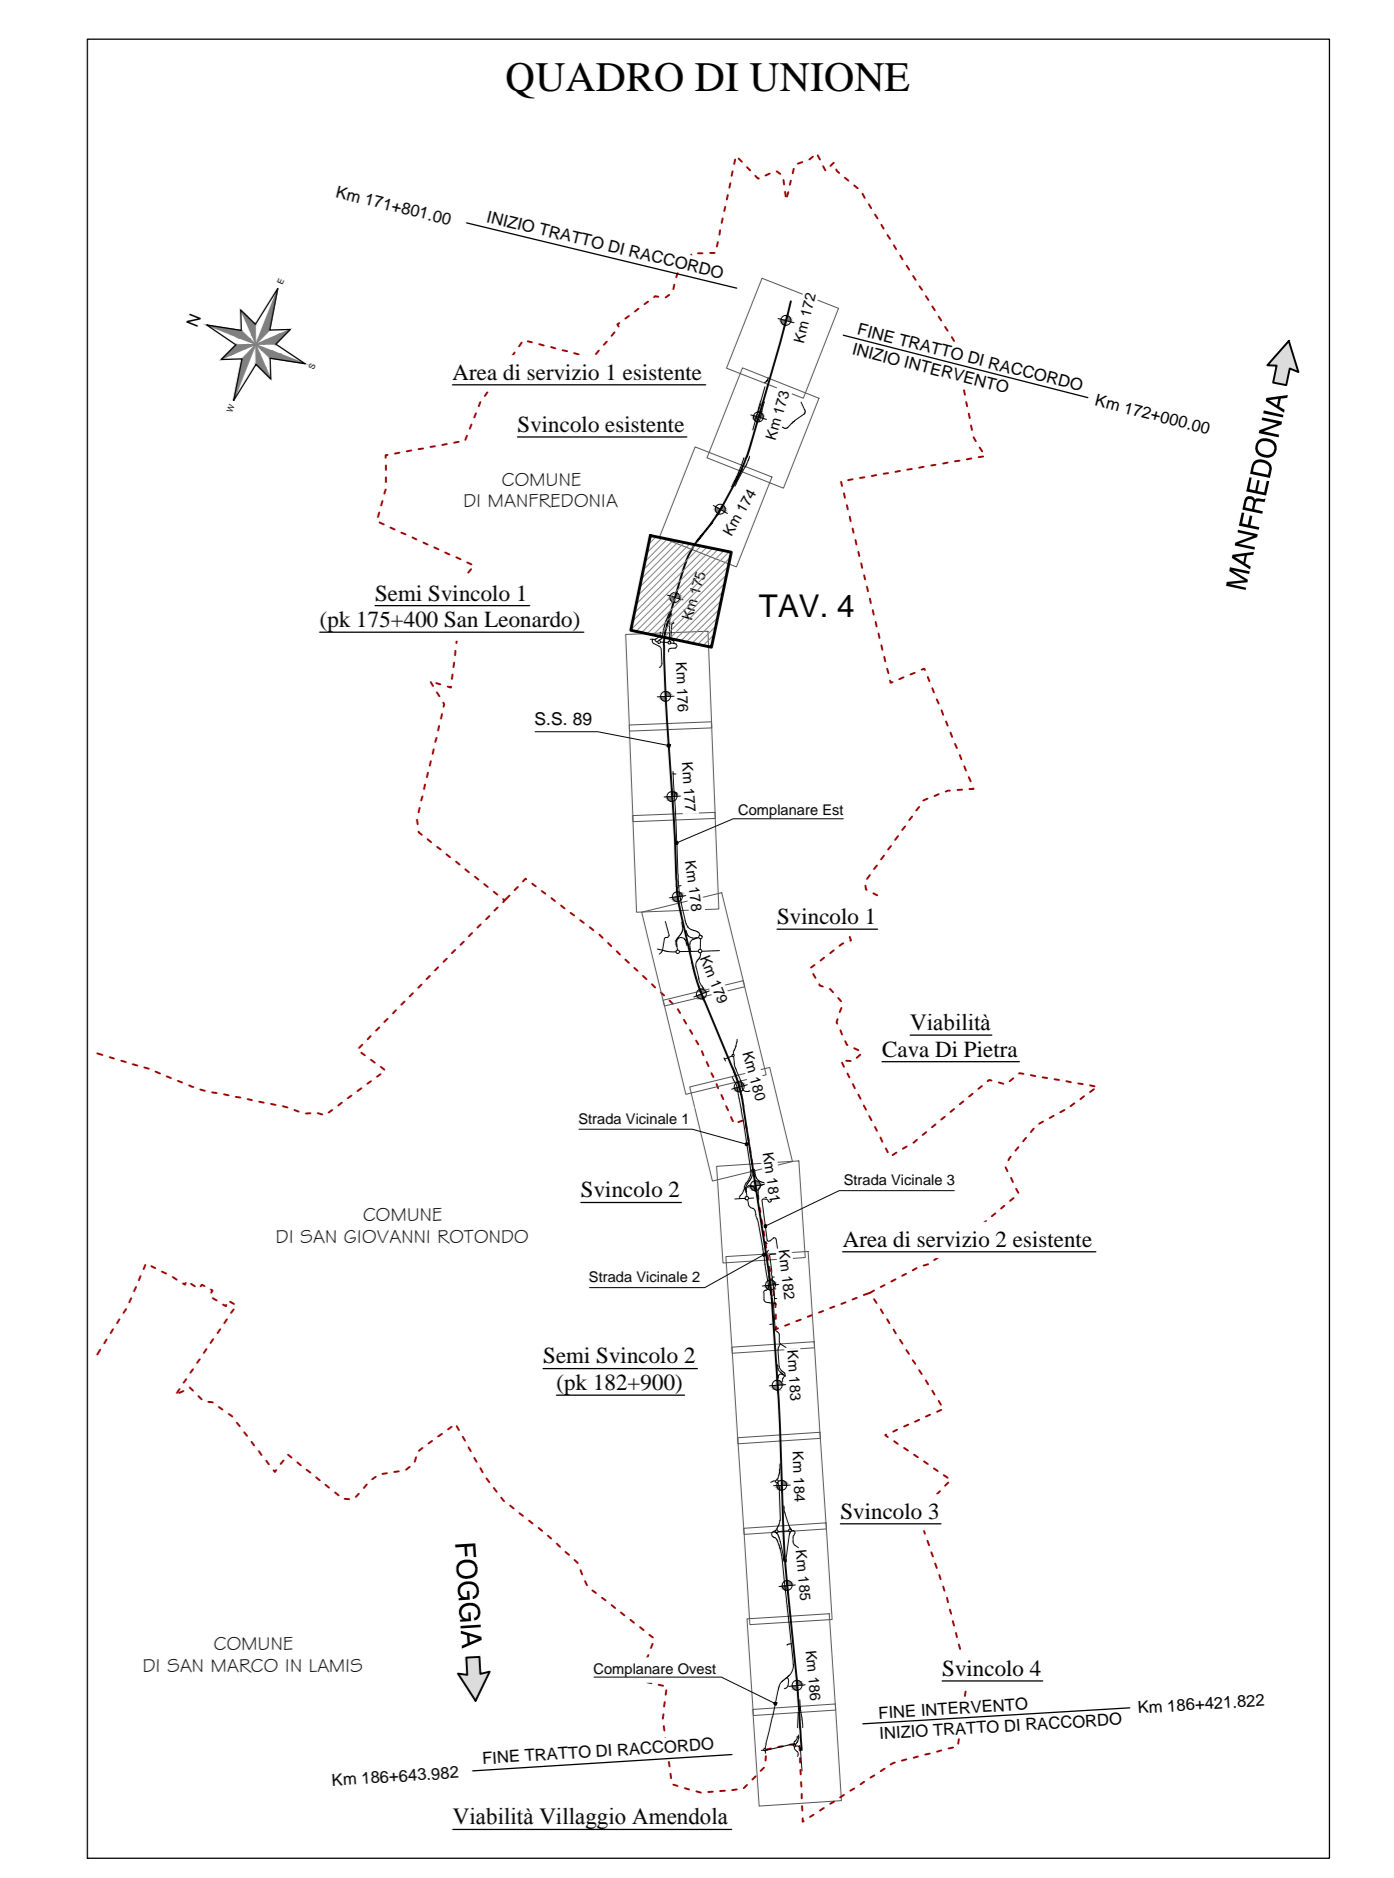 QUADRO DI UNIONE
Km 171+801.00
INIZIO TRATTO DI RACCORDO
N
E
S
W
Km 172
FINE TRATTO DI RACCORDO
INIZIO INTERVENTO
Km 172+000.00
MANFREDONIA
Area di servizio 1 esistente
Km 173
Svincolo esistente
COMUNE
DI MANFREDONIA
Km 174
Semi Svincolo 1
(pk 175+400 San Leonardo)
Km 175
TAV. 4
Km 176
S.S. 89
Km 177
Complanare Est
Km 178
Svincolo 1
Km 179
Viabilità
Cava Di Pietra
Km 180
Strada Vicinale 1
Km 181
Strada Vicinale 3
Svincolo 2
COMUNE
DI SAN GIOVANNI ROTONDO
Area di servizio 2 esistente
Strada Vicinale 2
Km 182
Semi Svincolo 2
(pk 182+900)
Km 183
Km 184
Svincolo 3
FOGGIA
Km 185
COMUNE
DI SAN MARCO IN LAMIS
Complanare Ovest
Km 186
Svincolo 4
FINE INTERVENTO
INIZIO TRATTO DI RACCORDO
Km 186+421.822
FINE TRATTO DI RACCORDO
Km 186+643.982
Viabilità Villaggio Amendola